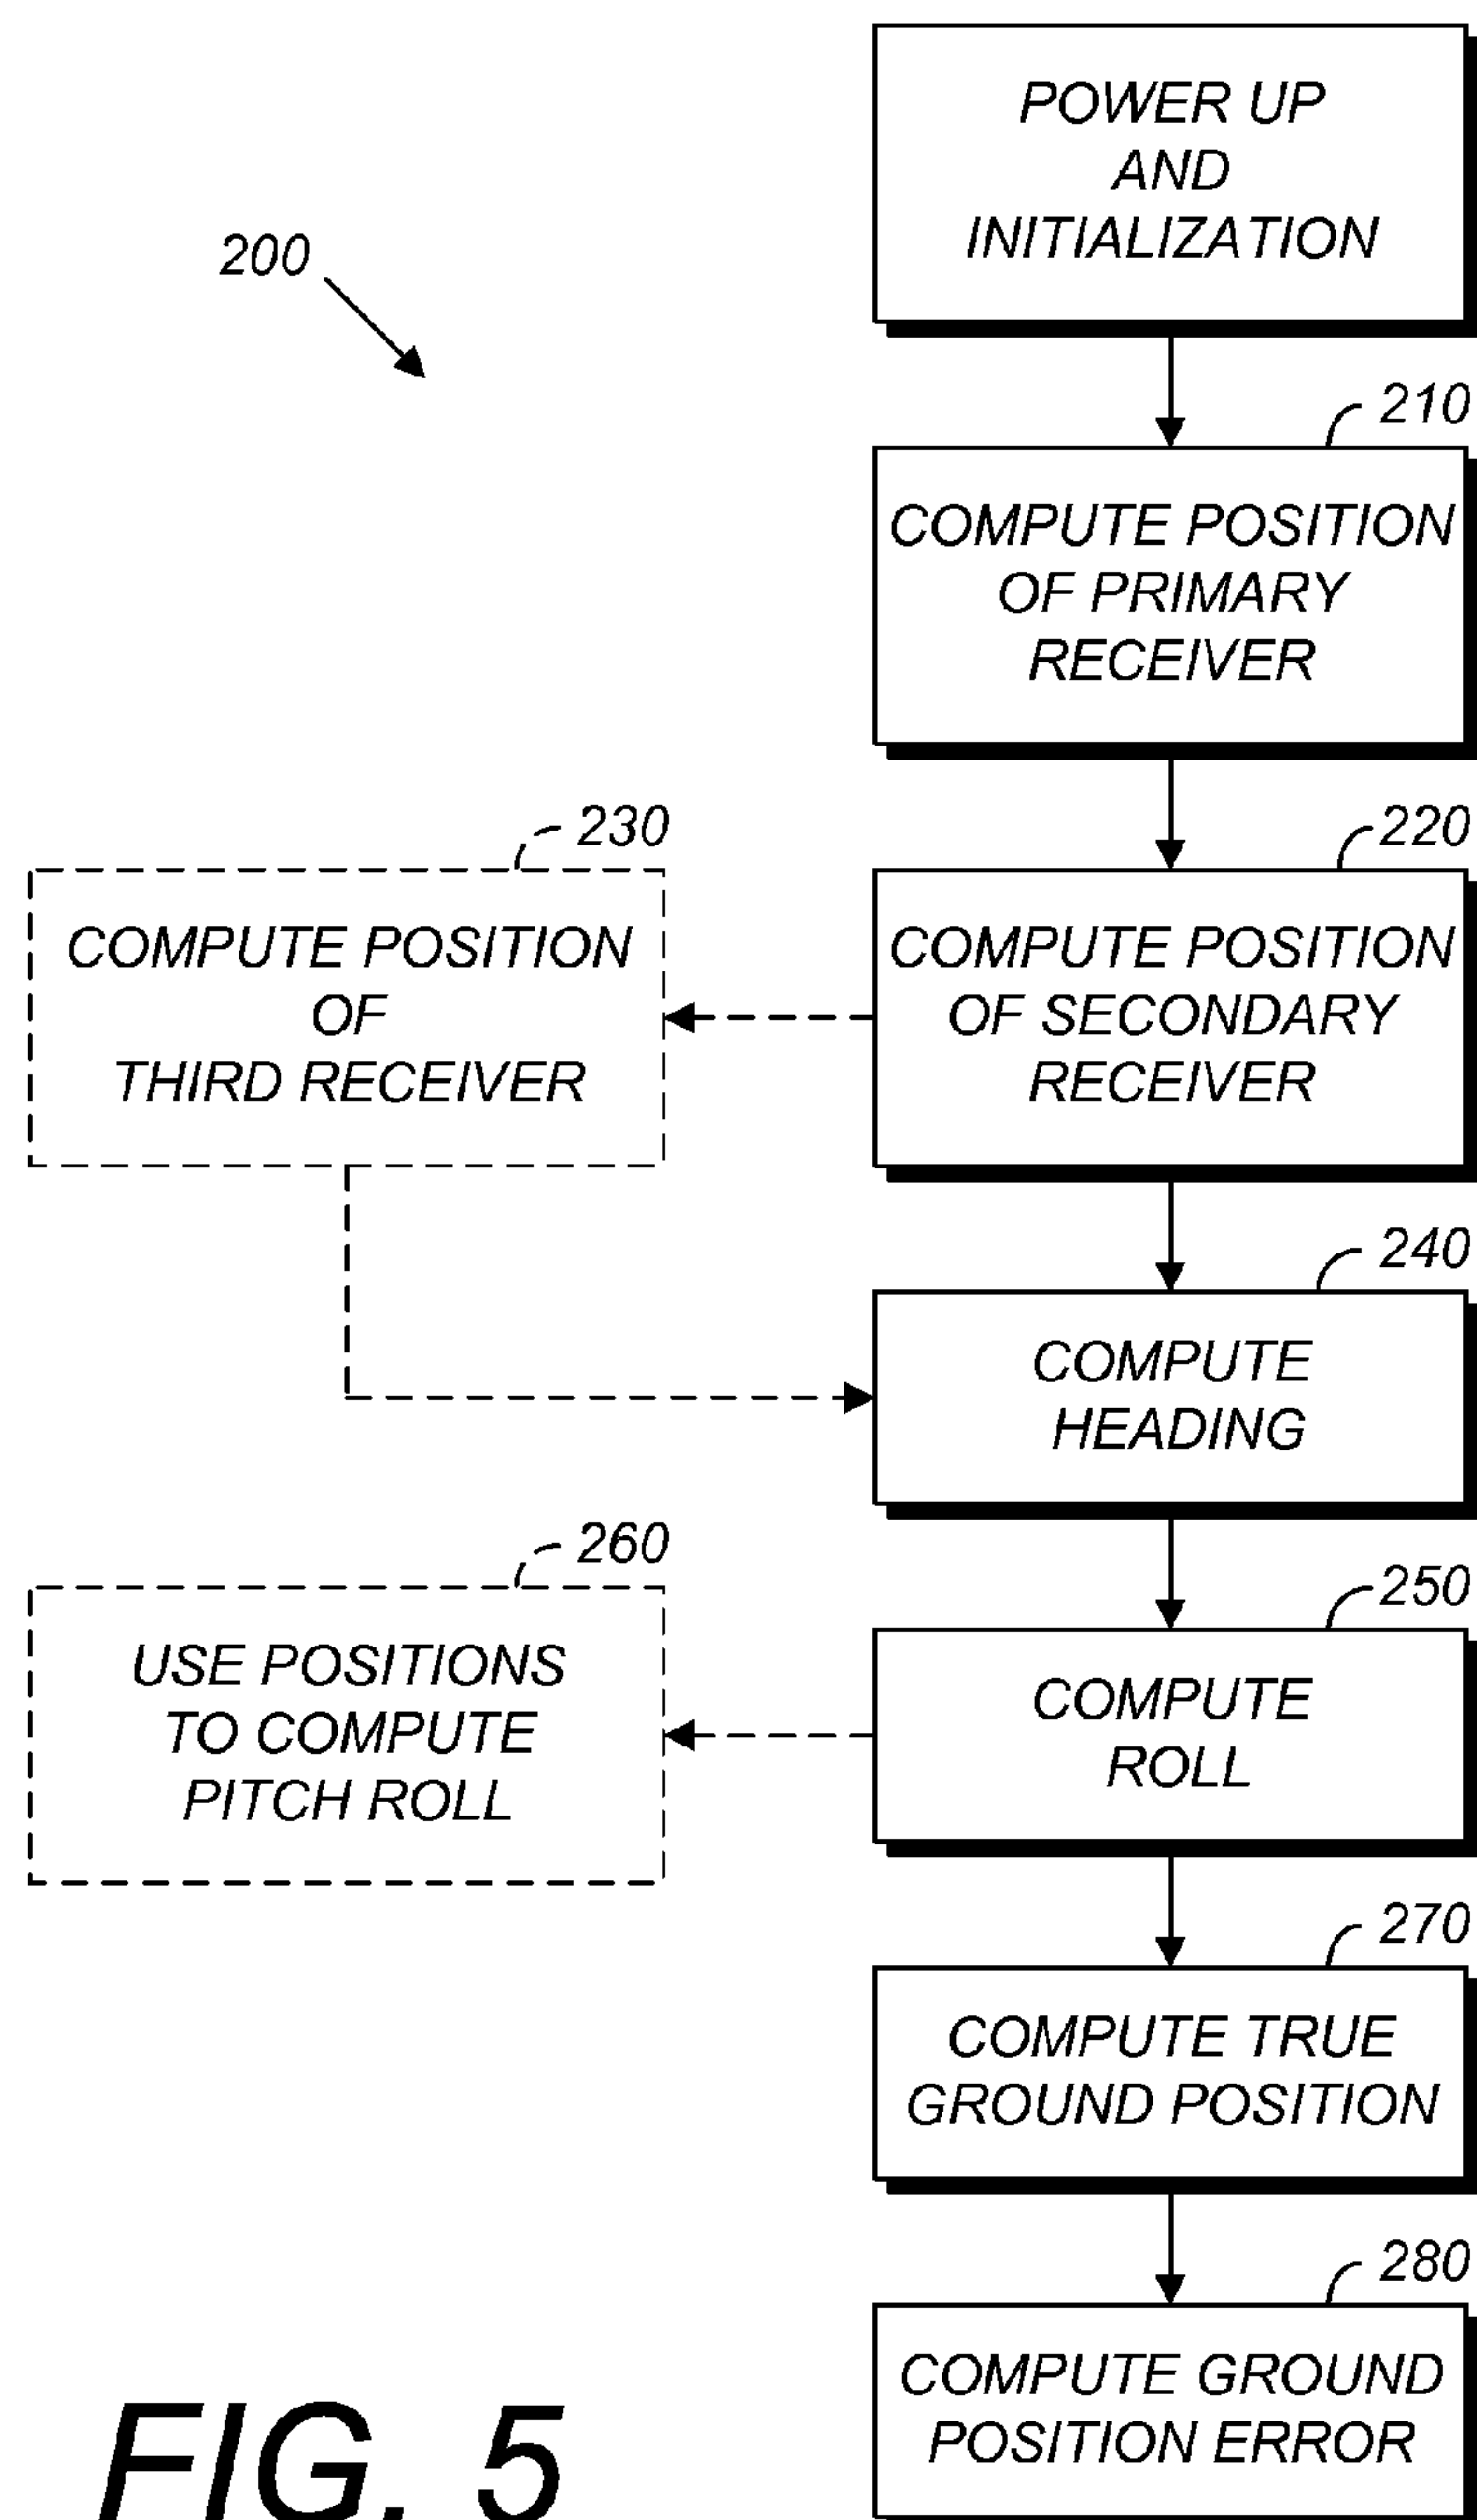 POWER UP
AND
INITIALIZATION
200
210
COMPUTE POSITION
OF PRIMARY
RECEIVER
230
220
COMPUTE POSITION
OF
THIRD RECEIVER
COMPUTE POSITION
OF SECONDARY
RECEIVER
240
COMPUTE
HEADING
260
250
USE POSITIONS
TO COMPUTE
PITCH ROLL
COMPUTE
ROLL
270
COMPUTE TRUE
GROUND POSITION
280
COMPUTE GROUND
POSITION ERROR
FIG. 5